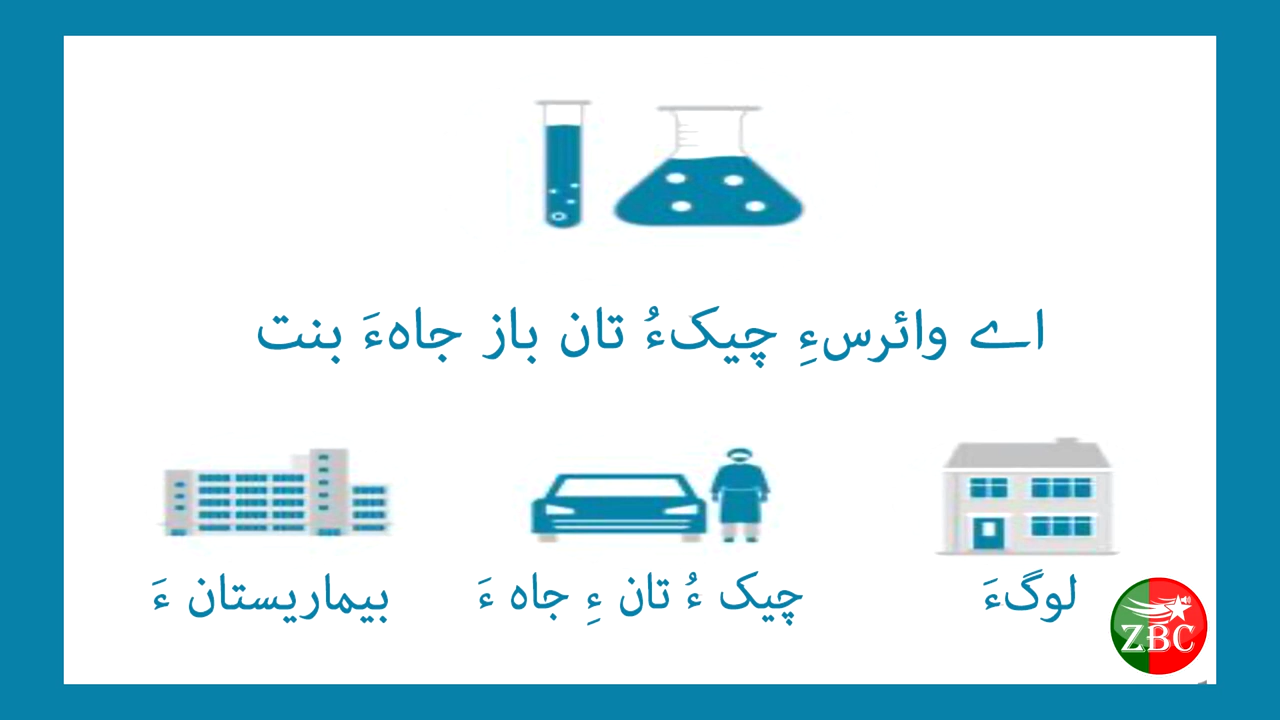 اے وائرسءِ چیکءُ تان باز جاہءَ بنت
لوگءَ
چیک ءُ تان ءِ جاہ ءَ
بیماریستان ءَ
ZBC